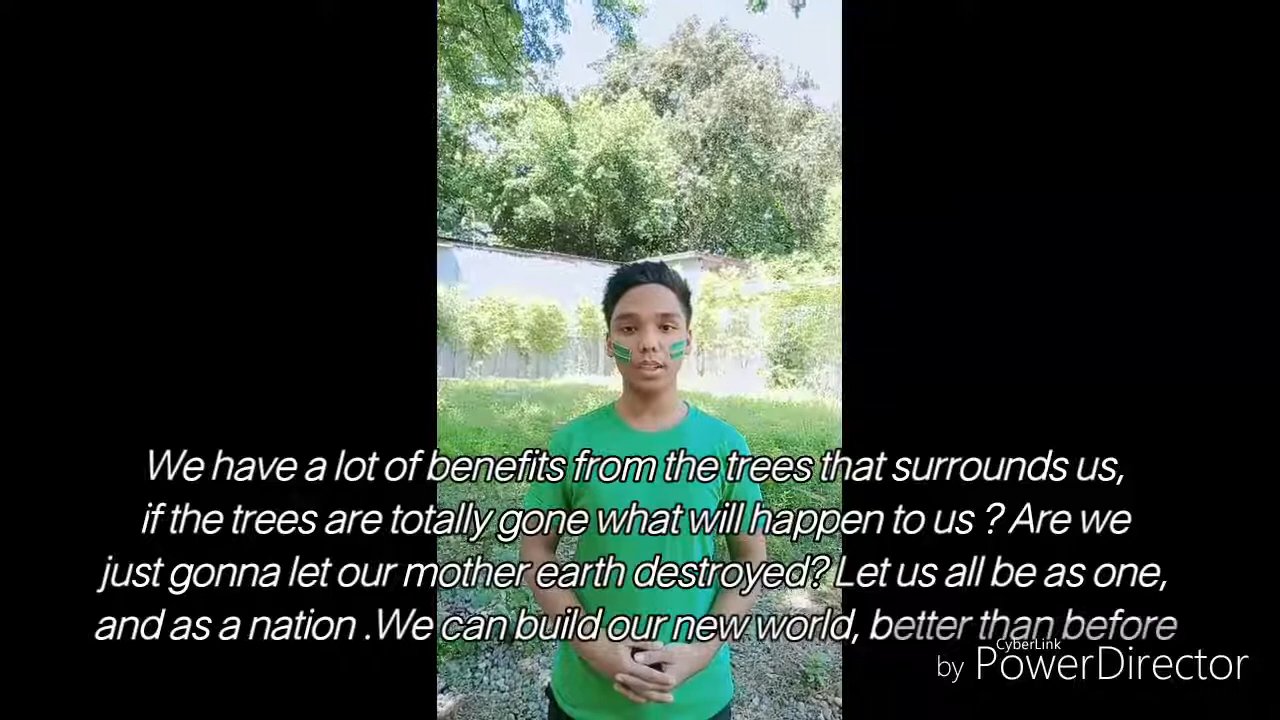 We have a lot of benefits from the trees that surrounds us,
if the trees are totally gone what will happen to us ? Are we
just gonna let our mother earth destroyed? Let us all be as one,
and as a nation .We can build our new world, better than before
CyberLink
by PowerDirector